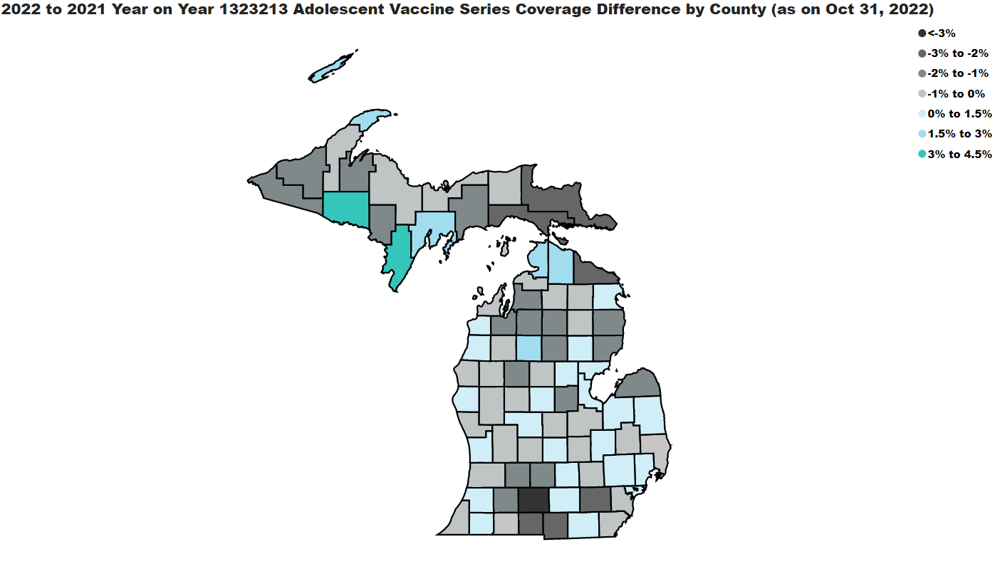 2022 to 2021 Year on Year 1323213 Adolescent Vaccine Series Coverage Difference by County (as on Oct 31, 2022)
<-3%
-3% to -2%
-2% to -1%
-1% to 0%
0% to 1.5%
1.5% to 3%
3% to 4.5%